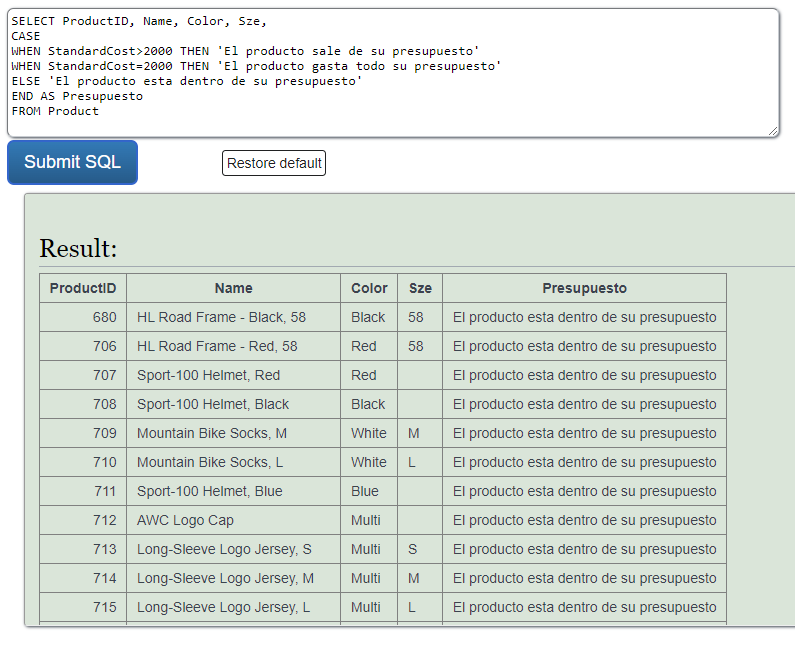 SELECT ProductID, Name, Color, Sze,
CASE
WHEN StandardCost>2000 THEN 'El producto sale de su presupuesto'
WHEN StandardCost=2000 THEN 'El producto gasta todo su presupuesto'
ELSE 'El producto esta dentro de su presupuesto'
END AS Presupuesto
FROM Product
Submit SQL Restore default
Result:
ProductID Name Color Sze Presupuesto
680 HL Road Frame - Black, 58 Black 58 El producto esta dentro de su presupuesto
706 HL Road Frame - Red, 58 Red 58 El producto esta dentro de su presupuesto
707 Sport-100 Helmet, Red Red El producto esta dentro de su presupuesto
708 Sport-100 Helmet, Black Black El producto esta dentro de su presupuesto
709 Mountain Bike Socks, M White M El producto esta dentro de su presupuesto
710 Mountain Bike Socks, L White L El producto esta dentro de su presupuesto
711 Sport-100 Helmet, Blue Blue El producto esta dentro de su presupuesto
712 AWC Logo Cap Multi El producto esta dentro de su presupuesto
713 Long-Sleeve Logo Jersey, S Multi S El producto esta dentro de su presupuesto
714 Long-Sleeve Logo Jersey, M Multi M El producto esta dentro de su presupuesto
715 Long-Sleeve Logo Jersey, L Multi L El producto esta dentro de su presupuesto